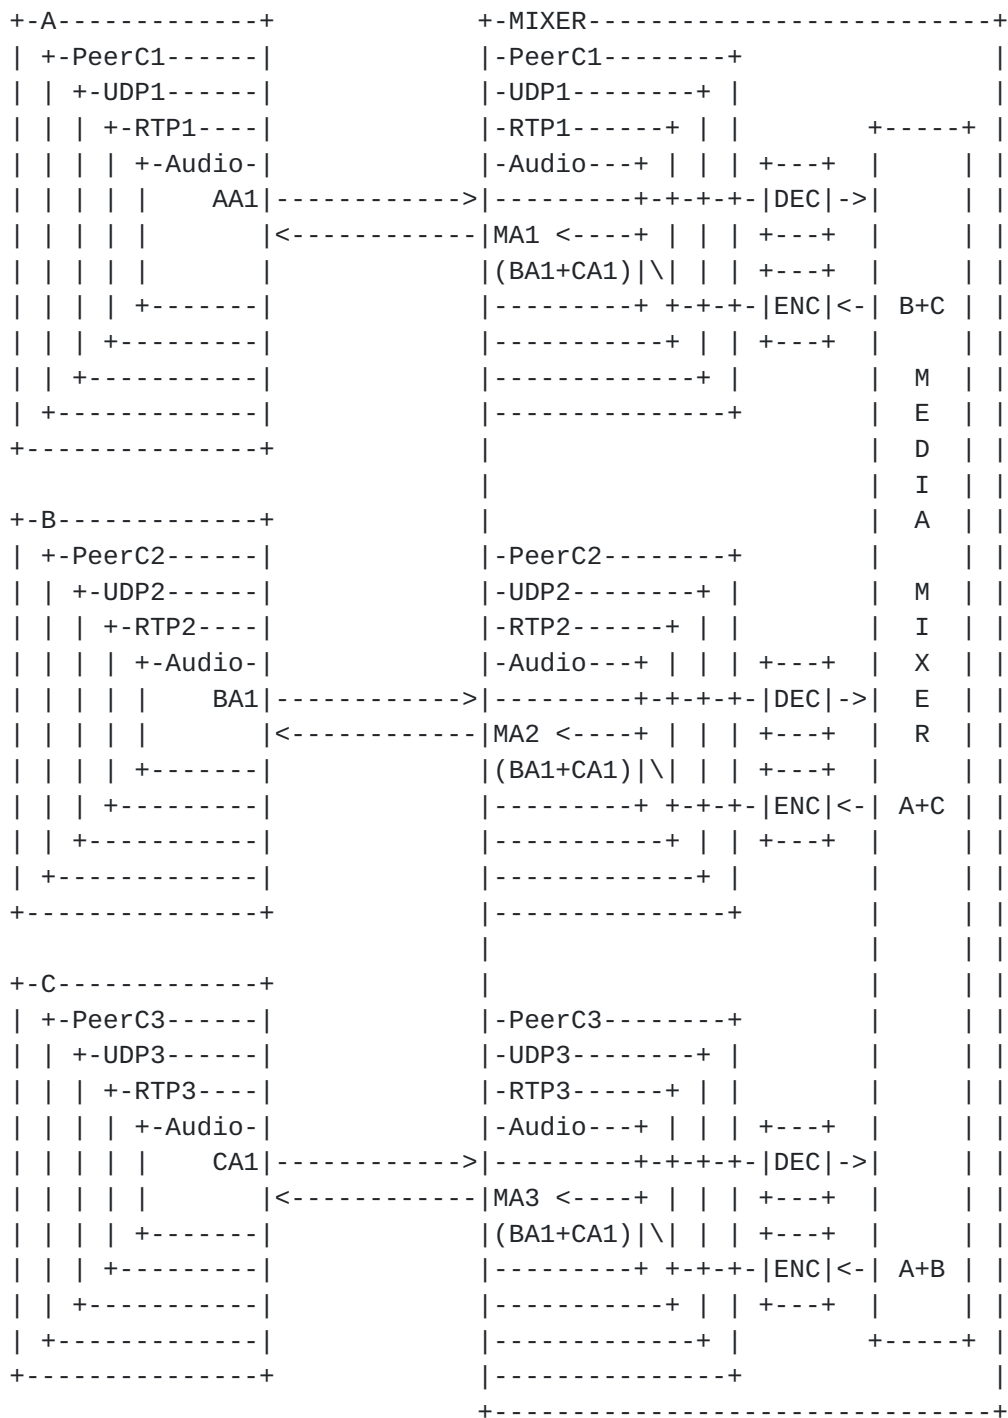 +-A-------------+             +-MIXER--------------------------+
| +-PeerC1------|             |-PeerC1--------+                |
| | +-UDP1------|             |-UDP1--------+ |                |
| | | +-RTP1----|             |-RTP1------+ | |        +-----+ |
| | | | +-Audio-|             |-Audio---+ | | | +---+  |     | |
| | | | |    AA1|------------>|---------+-+-+-+-|DEC|->|     | |
| | | | |       |<------------|MA1 <----+ | | | +---+  |     | |
| | | | |       |             |(BA1+CA1)|\| | | +---+  |     | |
| | | | +-------|             |---------+ +-+-+-|ENC|<-| B+C | |
| | | +---------|             |-----------+ | | +---+  |     | |
| | +-----------|             |-------------+ |        |  M  | |
| +-------------|             |---------------+        |  E  | |
+---------------+             |                        |  D  | |
                              |                        |  I  | |
+-B-------------+             |                        |  A  | |
| +-PeerC2------|             |-PeerC2--------+        |     | |
| | +-UDP2------|             |-UDP2--------+ |        |  M  | |
| | | +-RTP2----|             |-RTP2------+ | |        |  I  | |
| | | | +-Audio-|             |-Audio---+ | | | +---+  |  X  | |
| | | | |    BA1|------------>|---------+-+-+-+-|DEC|->|  E  | |
| | | | |       |<------------|MA2 <----+ | | | +---+  |  R  | |
| | | | +-------|             |(BA1+CA1)|\| | | +---+  |     | |
| | | +---------|             |---------+ +-+-+-|ENC|<-| A+C | |
| | +-----------|             |-----------+ | | +---+  |     | |
| +-------------|             |-------------+ |        |     | |
+---------------+             |---------------+        |     | |
                              |                        |     | |
+-C-------------+             |                        |     | |
| +-PeerC3------|             |-PeerC3--------+        |     | |
| | +-UDP3------|             |-UDP3--------+ |        |     | |
| | | +-RTP3----|             |-RTP3------+ | |        |     | |
| | | | +-Audio-|             |-Audio---+ | | | +---+  |     | |
| | | | |    CA1|------------>|---------+-+-+-+-|DEC|->|     | |
| | | | |       |<------------|MA3 <----+ | | | +---+  |     | |
| | | | +-------|             |(BA1+CA1)|\| | | +---+  |     | |
| | | +---------|             |---------+ +-+-+-|ENC|<-| A+B | |
| | +-----------|             |-----------+ | | +---+  |     | |
| +-------------|             |-------------+ |        +-----+ |
+---------------+             |---------------+                |
                              +--------------------------------+